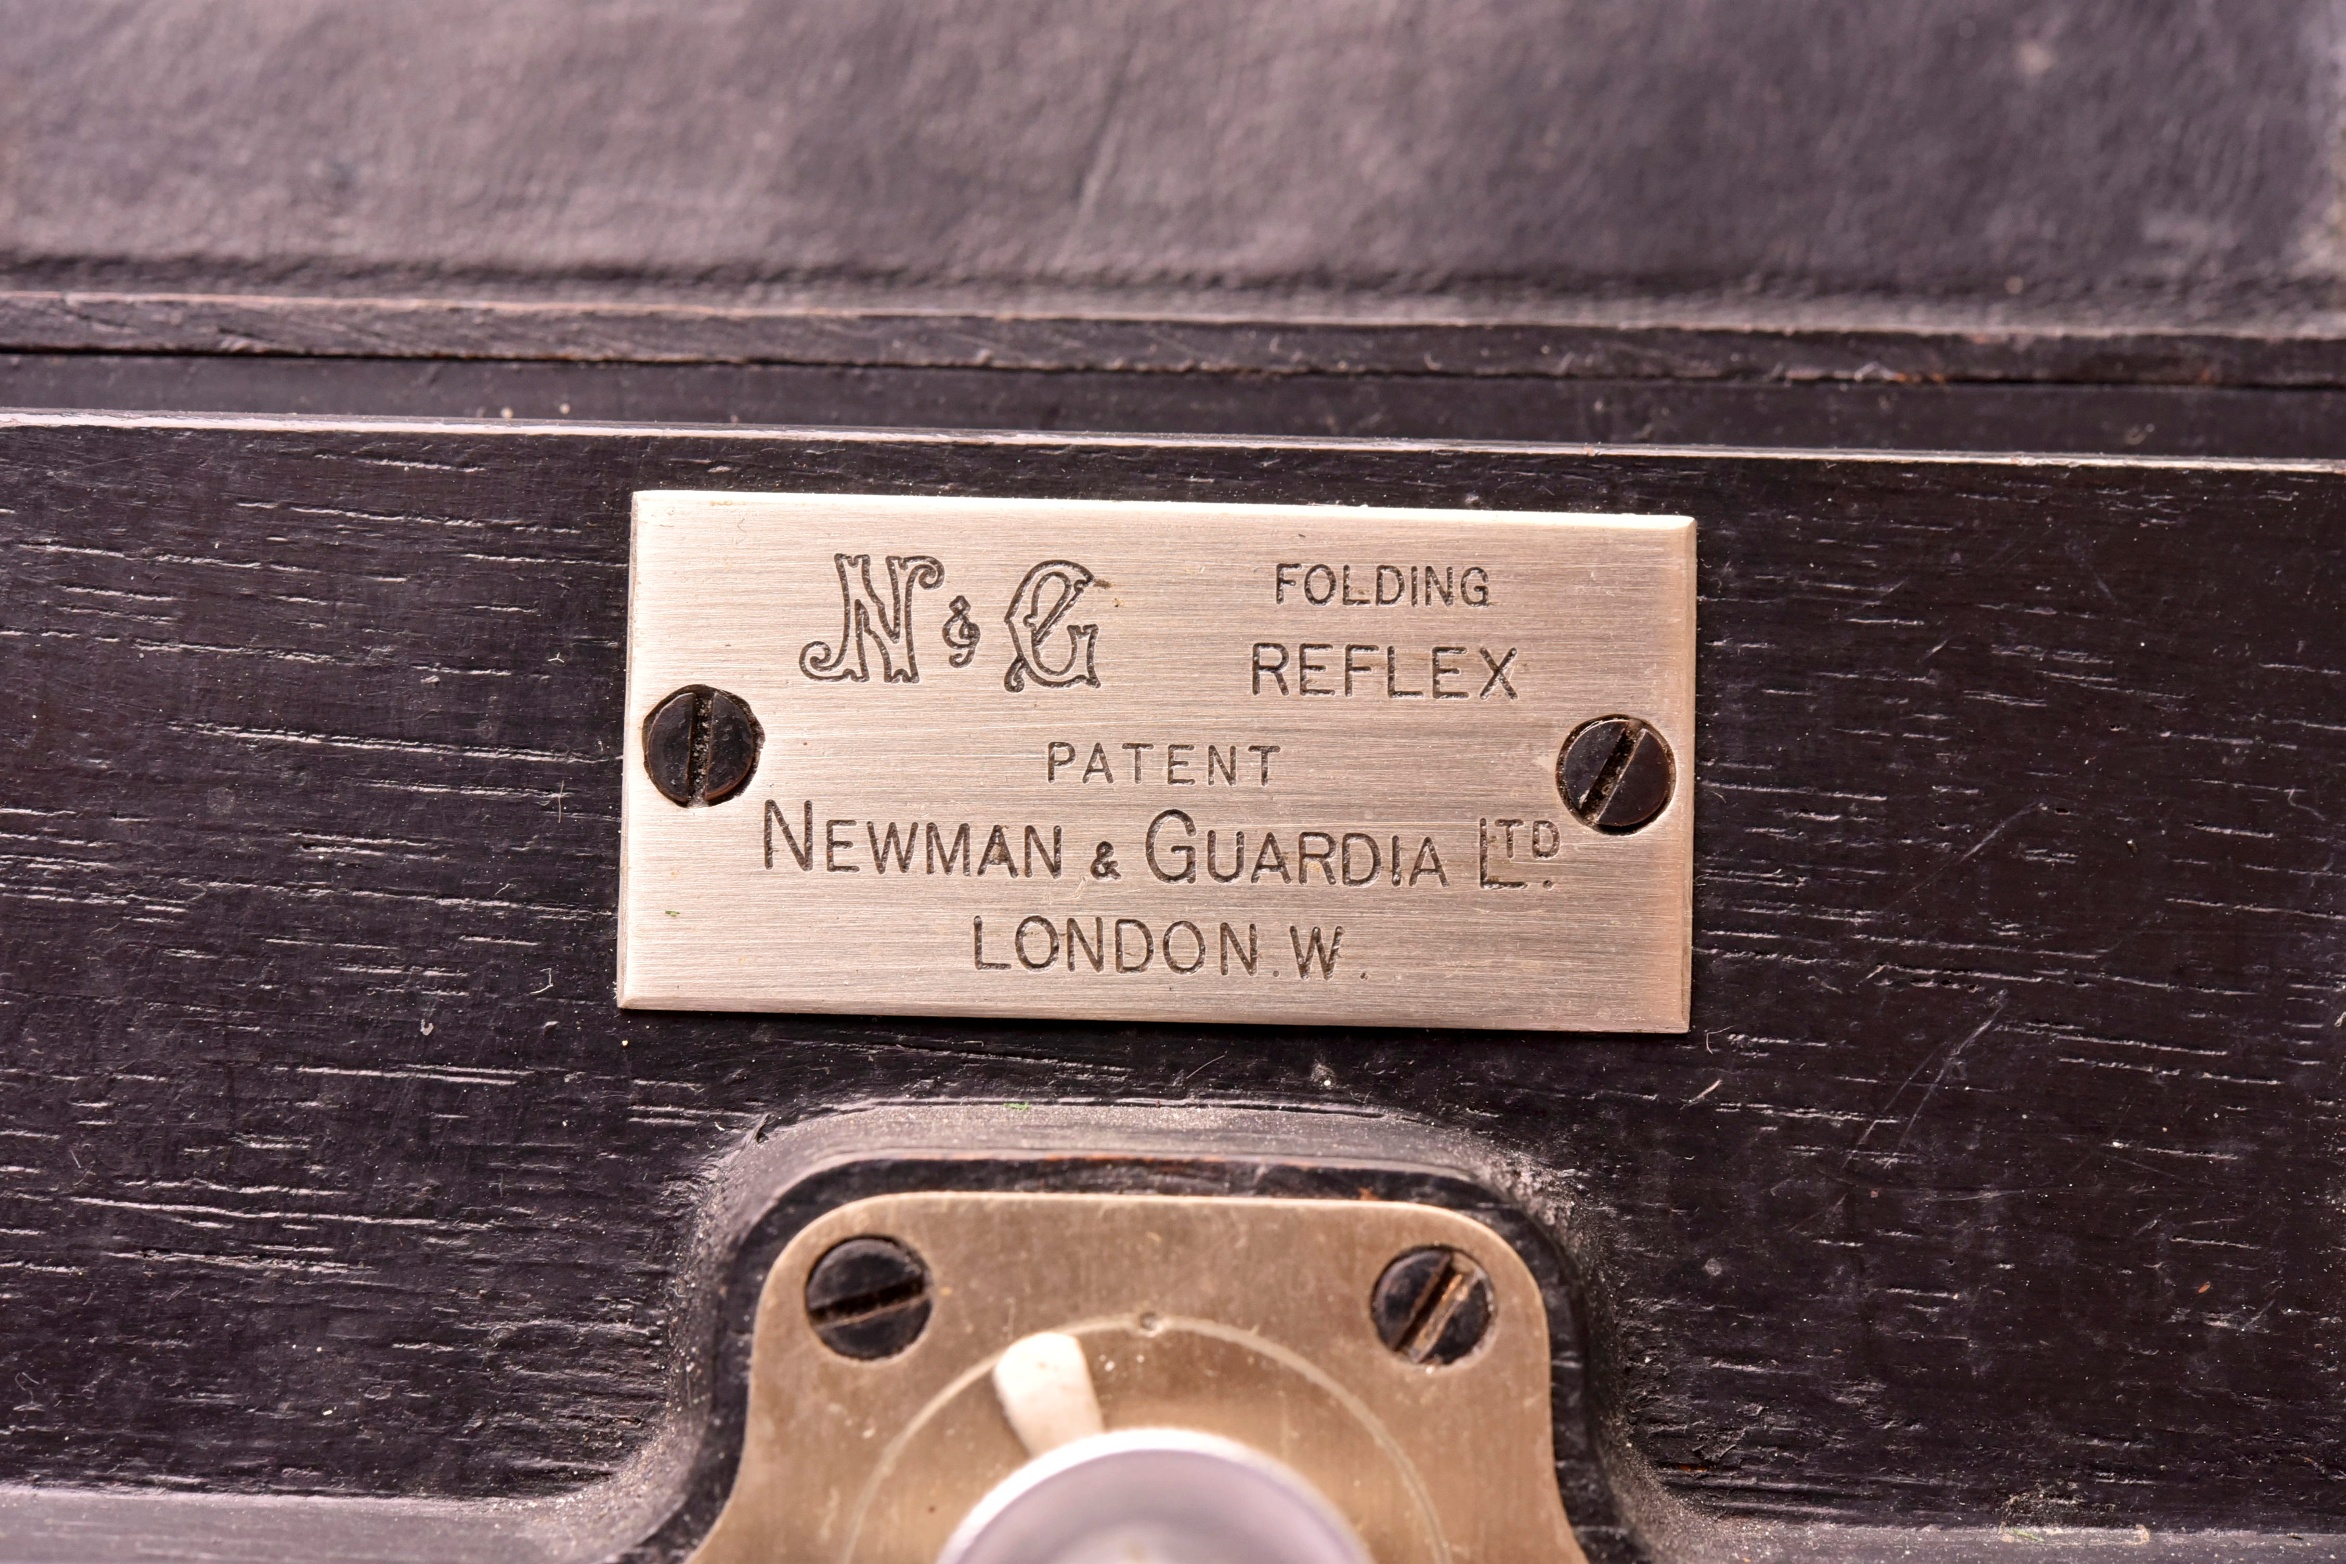 N & G
FOLDING
REFLEX
PATENT
NEWMAN & GUARDIA LTD.
LONDON. W.